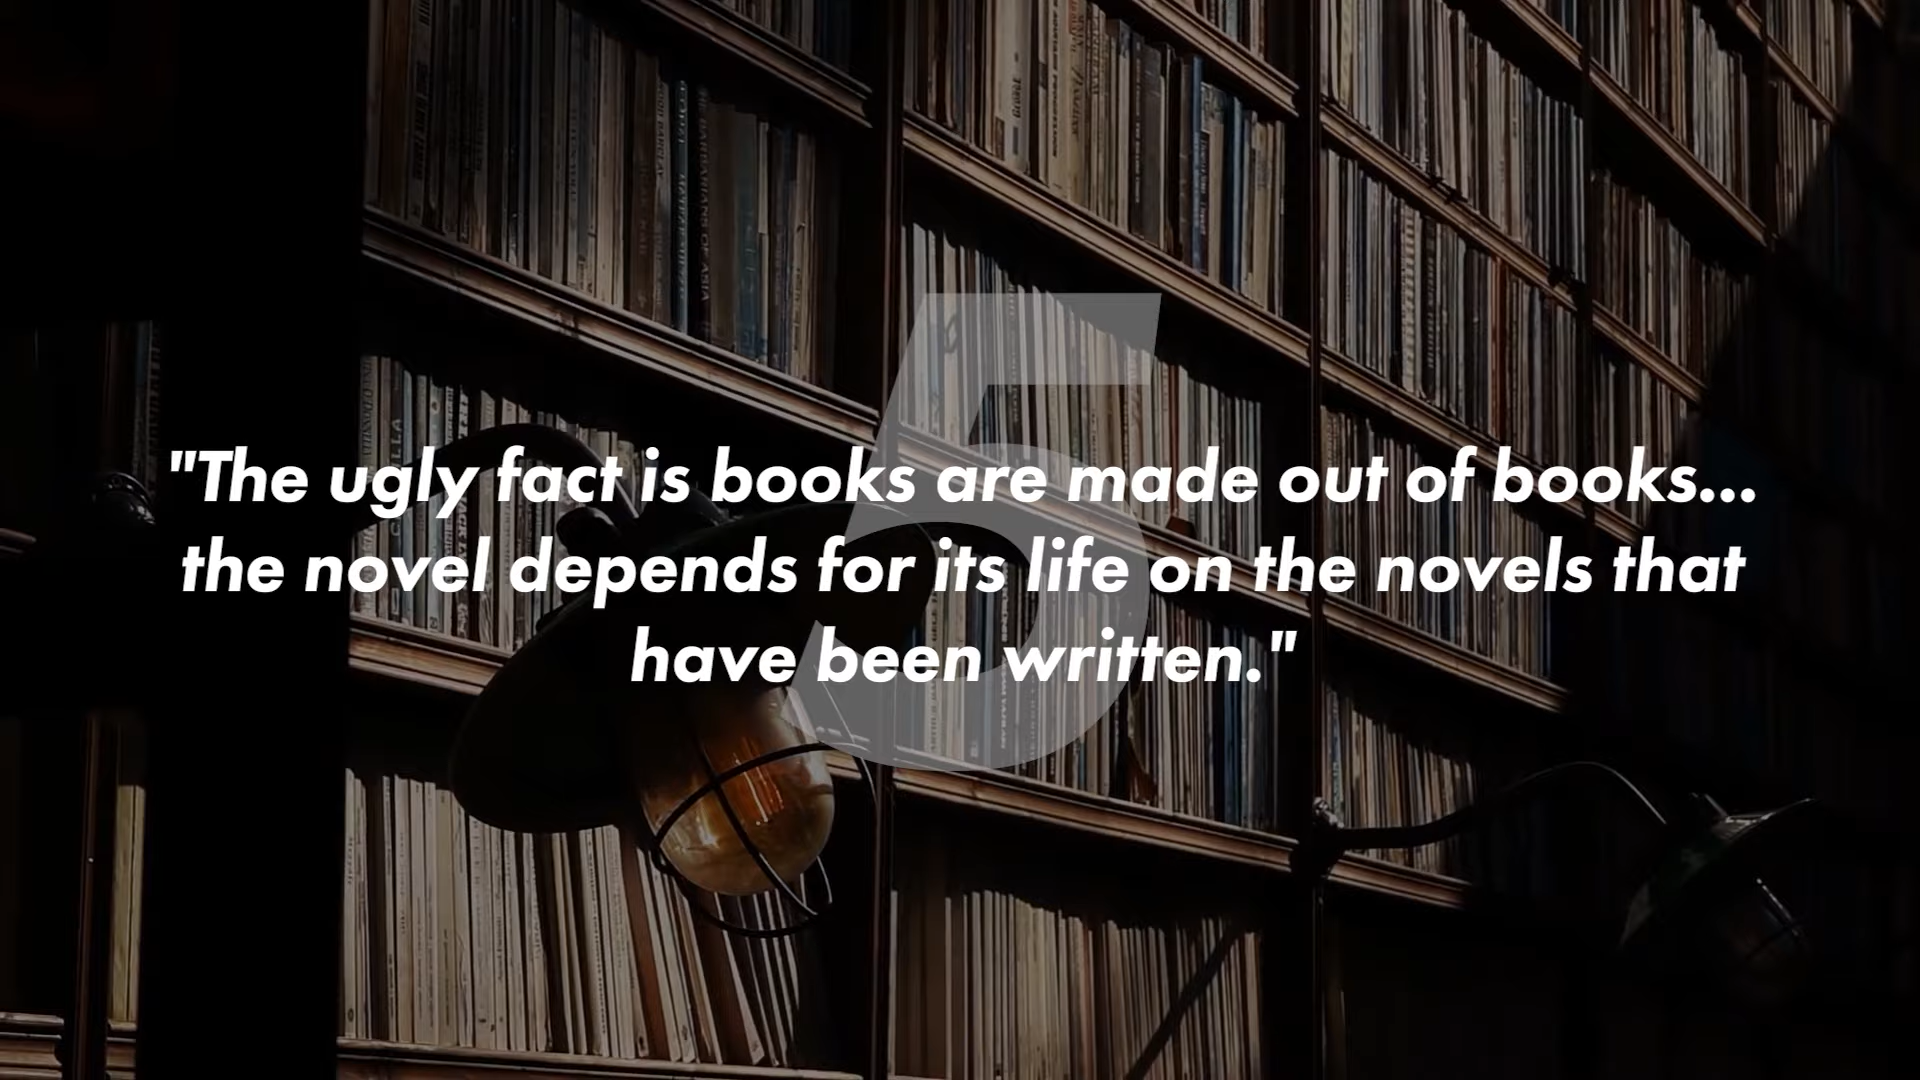 5
"The ugly fact is books are made out of books...
the novel depends for its life on the novels that
have been written."